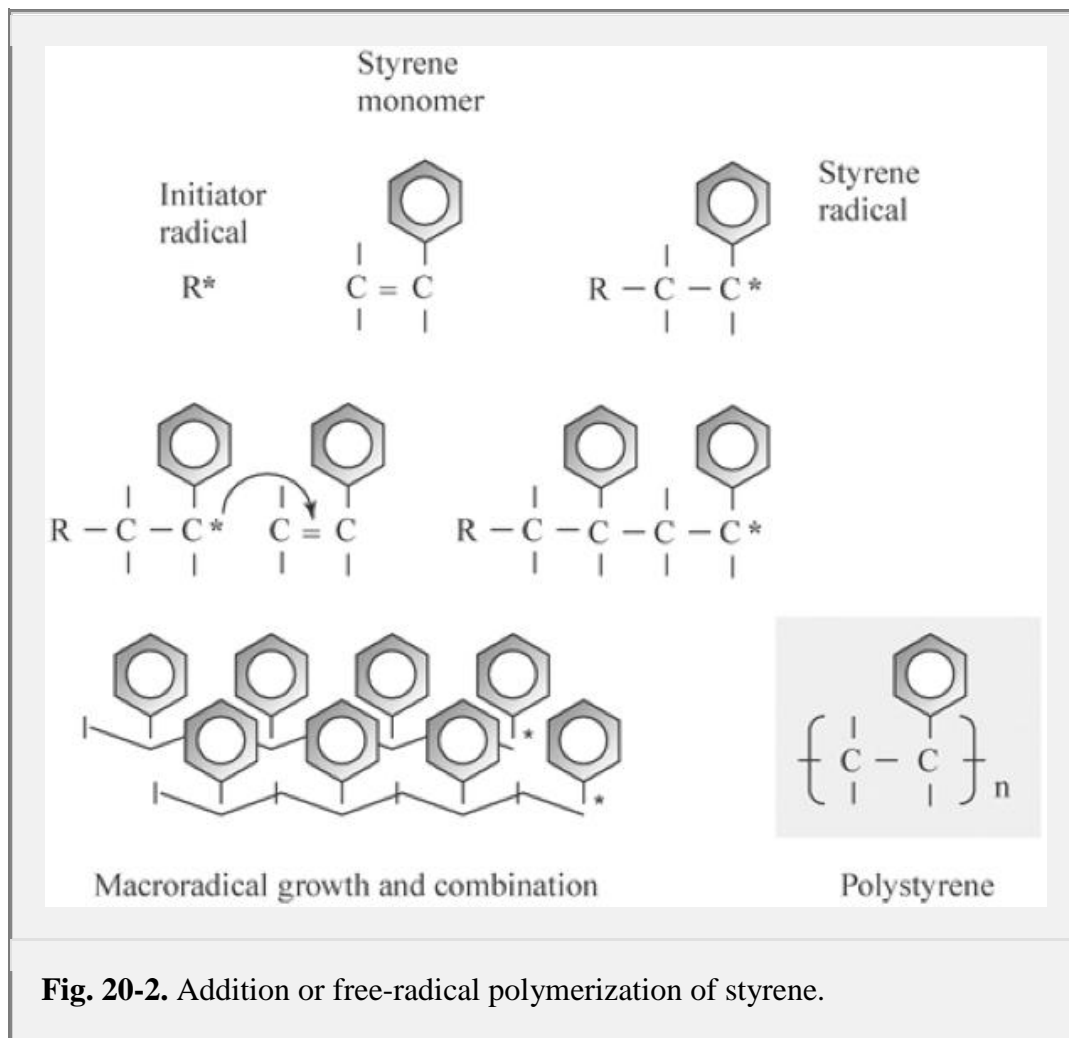 Styrene
monomer
Initiator
radical
Styrene
radical
R*
C = C
R – C – C*
R – C – C* C = C
R – C – C – C – C*
*
*
C – C
n
Macroradical growth and combination
Polystyrene
Fig. 20-2. Addition or free-radical polymerization of styrene.